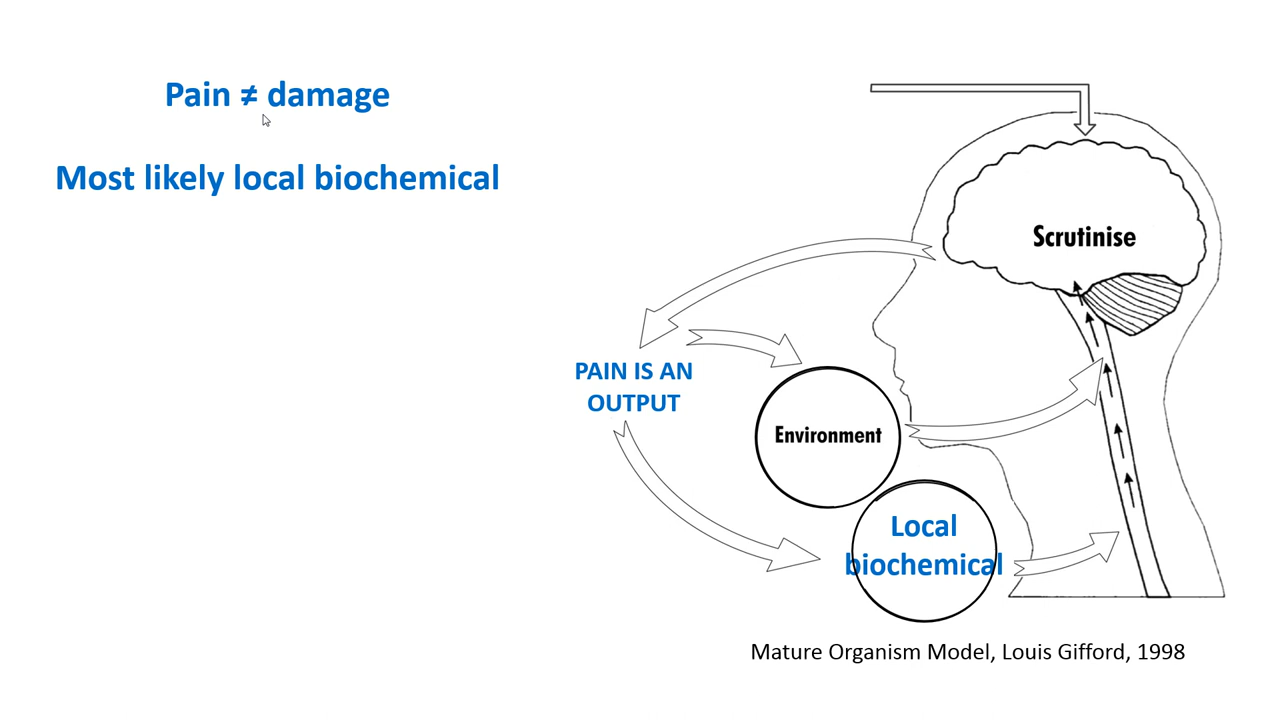 Pain ≠ damage
Most likely local biochemical
Scrutinise
PAIN IS AN
OUTPUT
Environment
Local
biochemical
Mature Organism Model, Louis Gifford, 1998